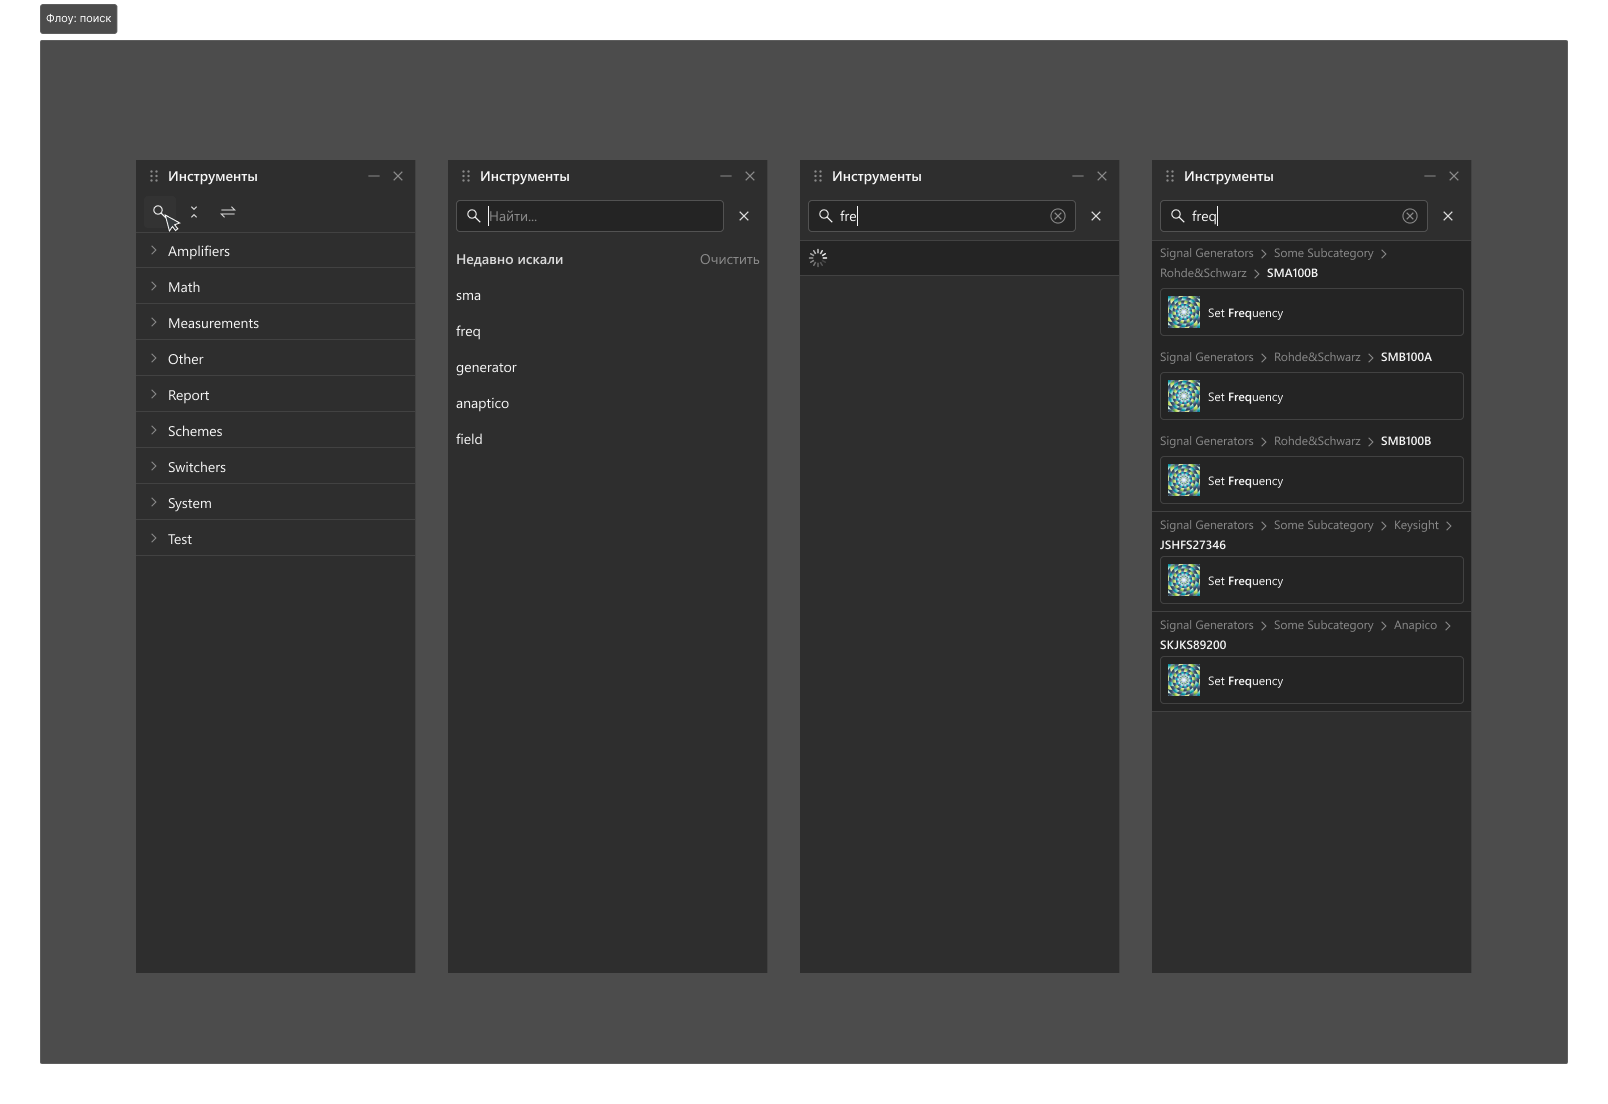 Флоу: поиск
Инструменты
Amplifiers
Math
Measurements
Other
Report
Schemes
Switchers
System
Test
Инструменты
Найти...
Недавно искали Очистить
sma
freq
generator
anaptico
field
Инструменты
fre
Инструменты
freq
Signal Generators > Some Subcategory >
Rohde&Schwarz > SMA100B
Set Frequency
Signal Generators > Rohde&Schwarz > SMB100A
Set Frequency
Signal Generators > Rohde&Schwarz > SMB100B
Set Frequency
Signal Generators > Some Subcategory > Keysight >
JSHFS27346
Set Frequency
Signal Generators > Some Subcategory > Anapico >
SKJKS89200
Set Frequency